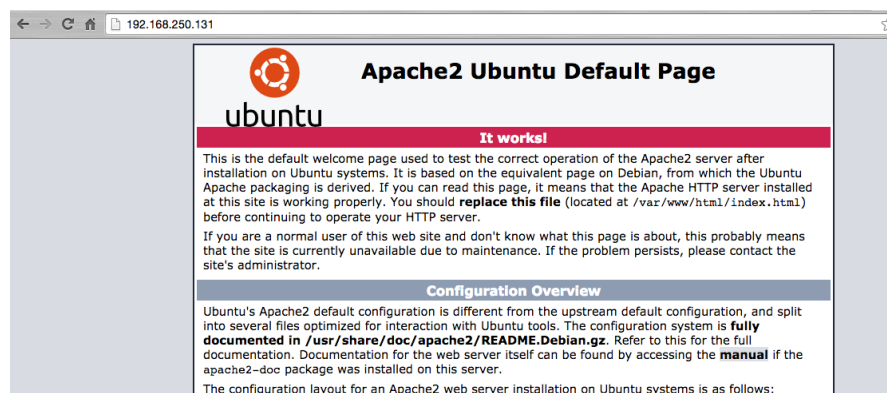 192.168.250.131
Apache2 Ubuntu Default Page
ubuntu
It works!
This is the default welcome page used to test the correct operation of the Apache2 server after
installation on Ubuntu systems. It is based on the equivalent page on Debian, from which the Ubuntu
Apache packaging is derived. If you can read this page, it means that the Apache HTTP server installed
at this site is working properly. You should replace this file (located at /var/www/html/index.html)
before continuing to operate your HTTP server.
If you are a normal user of this web site and don't know what this page is about, this probably means
that the site is currently unavailable due to maintenance. If the problem persists, please contact the
site's administrator.
Configuration Overview
Ubuntu's Apache2 default configuration is different from the upstream default configuration, and split
into several files optimized for interaction with Ubuntu tools. The configuration system is fully
documented in /usr/share/doc/apache2/README.Debian.gz. Refer to this for the full
documentation. Documentation for the web server itself can be found by accessing the manual if the
apache2-doc package was installed on this server.
The configuration layout for an Apache2 web server installation on Ubuntu systems is as follows: